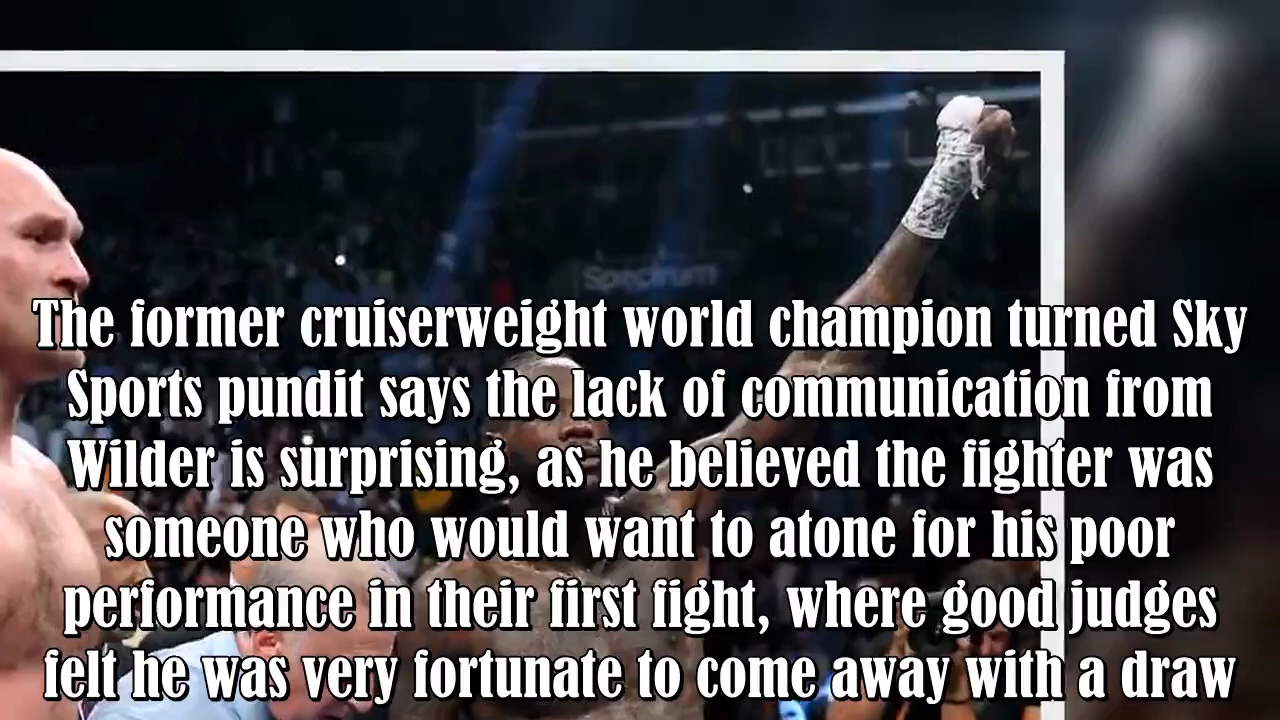 Spectrum
The former cruiserweight world champion turned Sky
Sports pundit says the lack of communication from
Wilder is surprising, as he believed the fighter was
someone who would want to atone for his poor
performance in their first fight, where good judges
felt he was very fortunate to come away with a draw